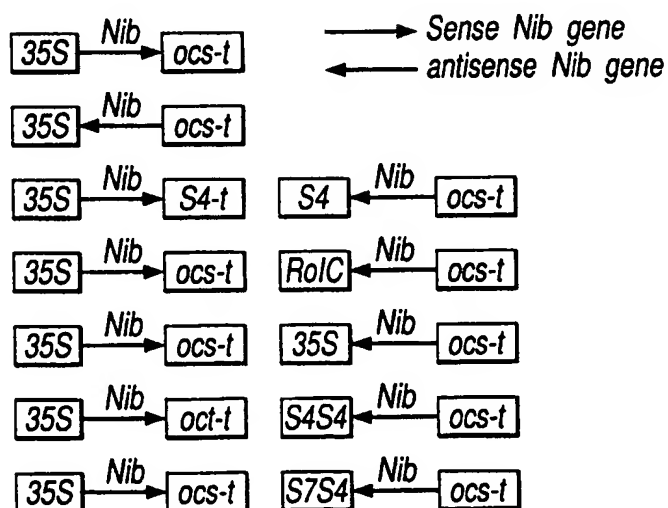 Nib
35S ocs-t
Sense Nib gene
antisense Nib gene
Nib
35S ocs-t
Nib Nib
35S S4-t S4 ocs-t
Nib Nib
35S ocs-t RolC ocs-t
Nib Nib
35S ocs-t 35S ocs-t
Nib Nib
35S oct-t S4S4 ocs-t
Nib Nib
35S ocs-t S7S4 ocs-t